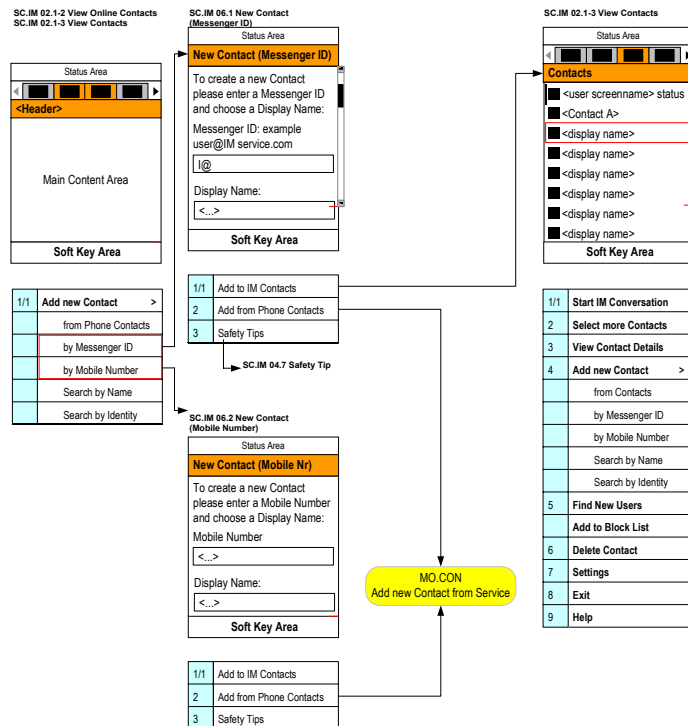 SC.IM 02.1-2 View Online Contacts
SC.IM 02.1-3 View Contacts
Status Area
<Header>
Main Content Area
Soft Key Area
1/1 Add new Contact >
from Phone Contacts
by Messenger ID
by Mobile Number
Search by Name
Search by Identity
SC.IM 06.1 New Contact
(Messenger ID)
Status Area
New Contact (Messenger ID)
To create a new Contact
please enter a Messenger ID
and choose a Display Name:
Messenger ID: example
user@IM service.com
I@
Display Name:
<...>
Soft Key Area
1/1 Add to IM Contacts
2 Add from Phone Contacts
3 Safety Tips
SC.IM 04.7 Safety Tip
SC.IM 06.2 New Contact
(Mobile Number)
Status Area
New Contact (Mobile Nr)
To create a new Contact
please enter a Mobile Number
and choose a Display Name:
Mobile Number
<...>
Display Name:
<...>
Soft Key Area
1/1 Add to IM Contacts
2 Add from Phone Contacts
3 Safety Tips
MO.CON
Add new Contact from Service
SC.IM 02.1-3 View Contacts
Status Area
Contacts
<user screenname> status
<Contact A>
<display name>
<display name>
<display name>
<display name>
<display name>
<display name>
Soft Key Area
1/1 Start IM Conversation
2 Select more Contacts
3 View Contact Details
4 Add new Contact >
from Contacts
by Messenger ID
by Mobile Number
Search by Name
Search by Identity
5 Find New Users
Add to Block List
6 Delete Contact
7 Settings
8 Exit
9 Help